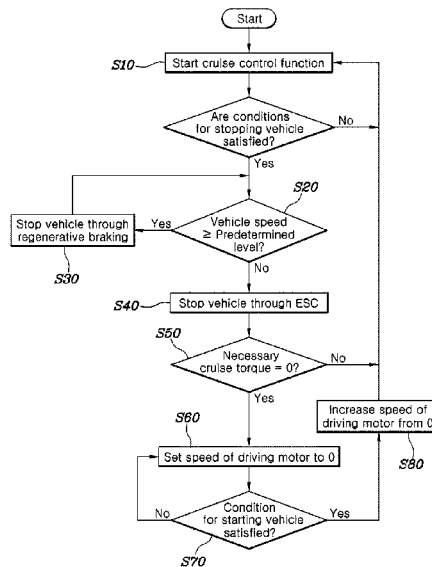 Start
S10
Start cruise control function
Are conditions
for stopping vehicle
satisfied?
No
Yes
S20
Stop vehicle through
regenerative braking
Yes
Vehicle speed
≥ Predetermined
level?
S30
No
S40
Stop vehicle through ESC
S50
Necessary
cruise torque = 0?
No
Yes
Increase speed of
driving motor from 0
S60
S80
Set speed of driving motor to 0
No
Condition
for starting vehicle
satisfied?
Yes
S70